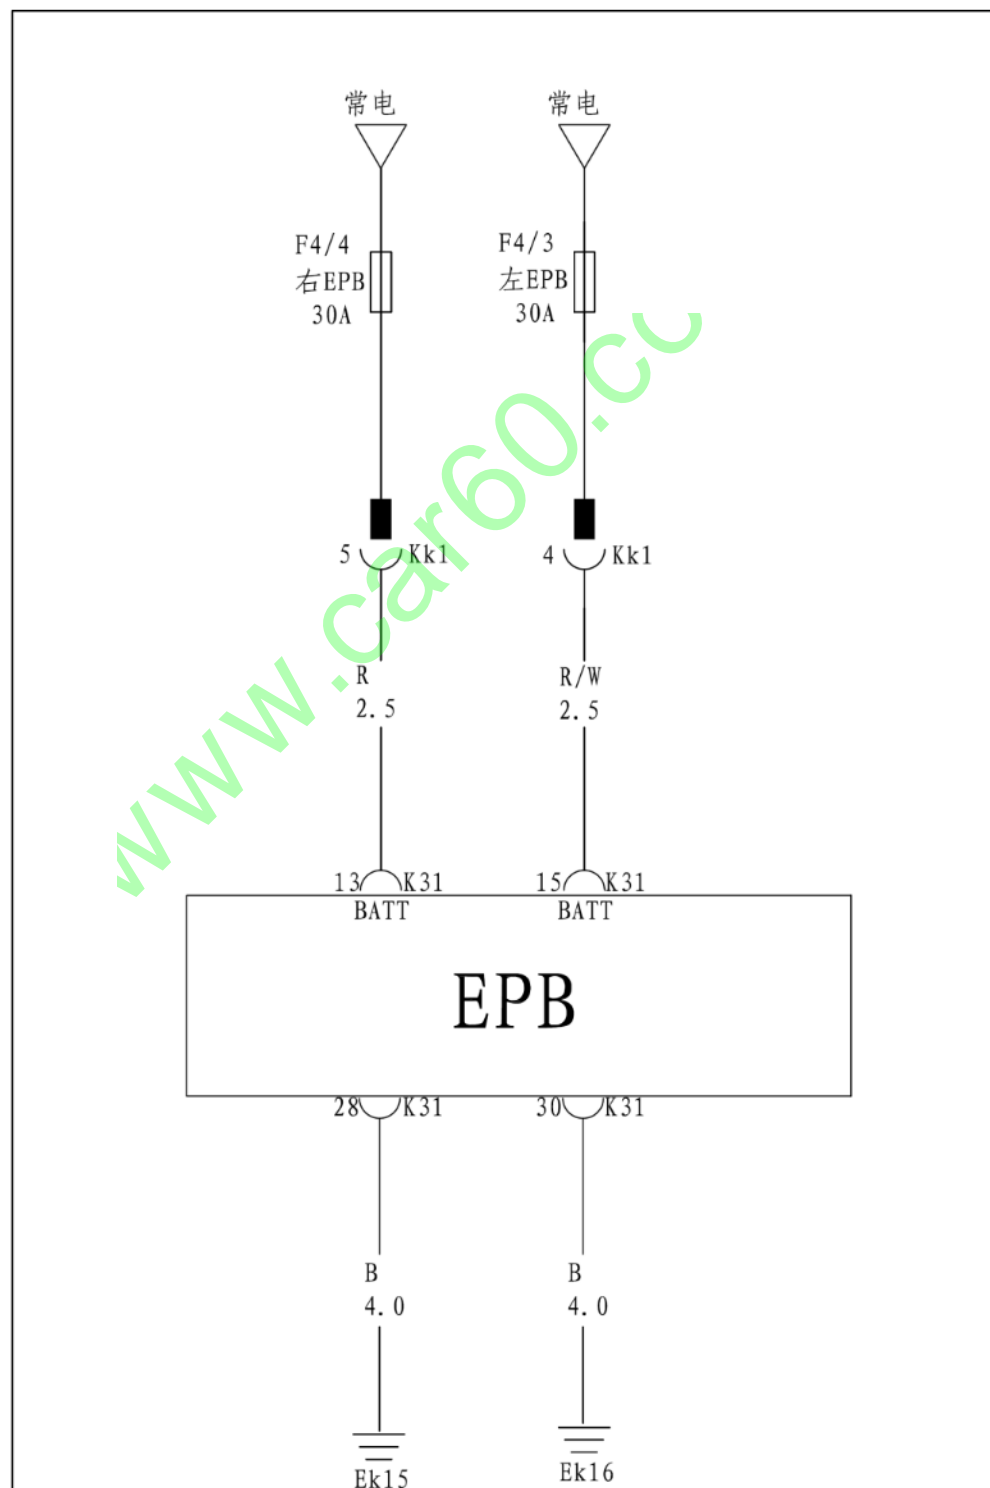 常电
常电
F4/4
右EPB
30A
F4/3
左EPB
30A
5
Kk1
4
Kk1
R
2.5
R/W
2.5
13
K31
15
K31
BATT
BATT
EPB
28
K31
30
K31
B
4.0
B
4.0
Ek15
Ek16
www.car60.co